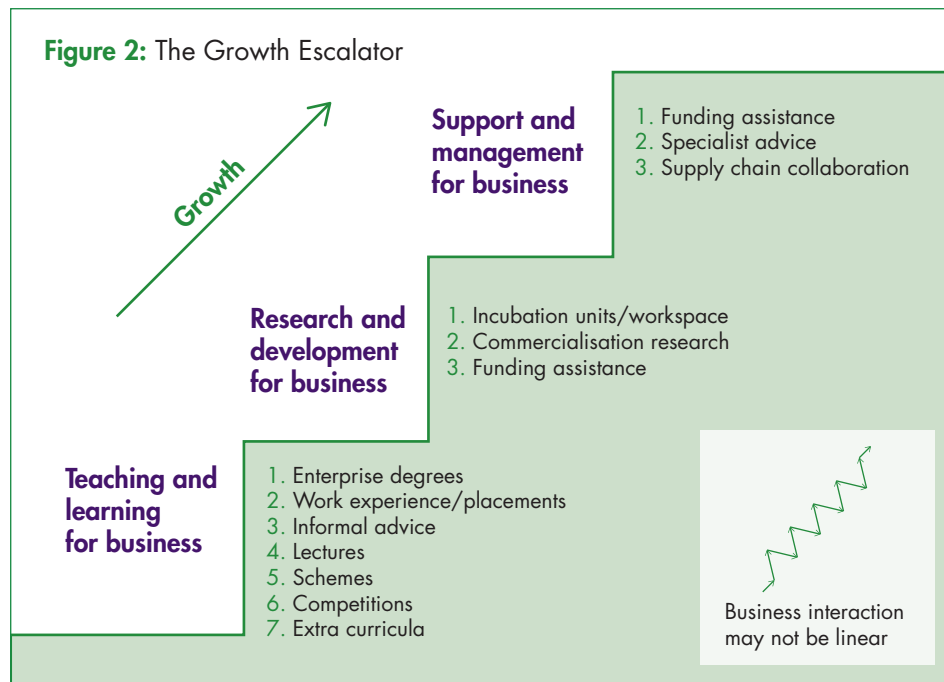 Figure 2: The Growth Escalator
Growth
Support and
management
for business
1. Funding assistance
2. Specialist advice
3. Supply chain collaboration
Research and
development
for business
1. Incubation units/workspace
2. Commercialisation research
3. Funding assistance
Teaching and
learning
for business
1. Enterprise degrees
2. Work experience/placements
3. Informal advice
4. Lectures
5. Schemes
6. Competitions
7. Extra curricula
Business interaction
may not be linear